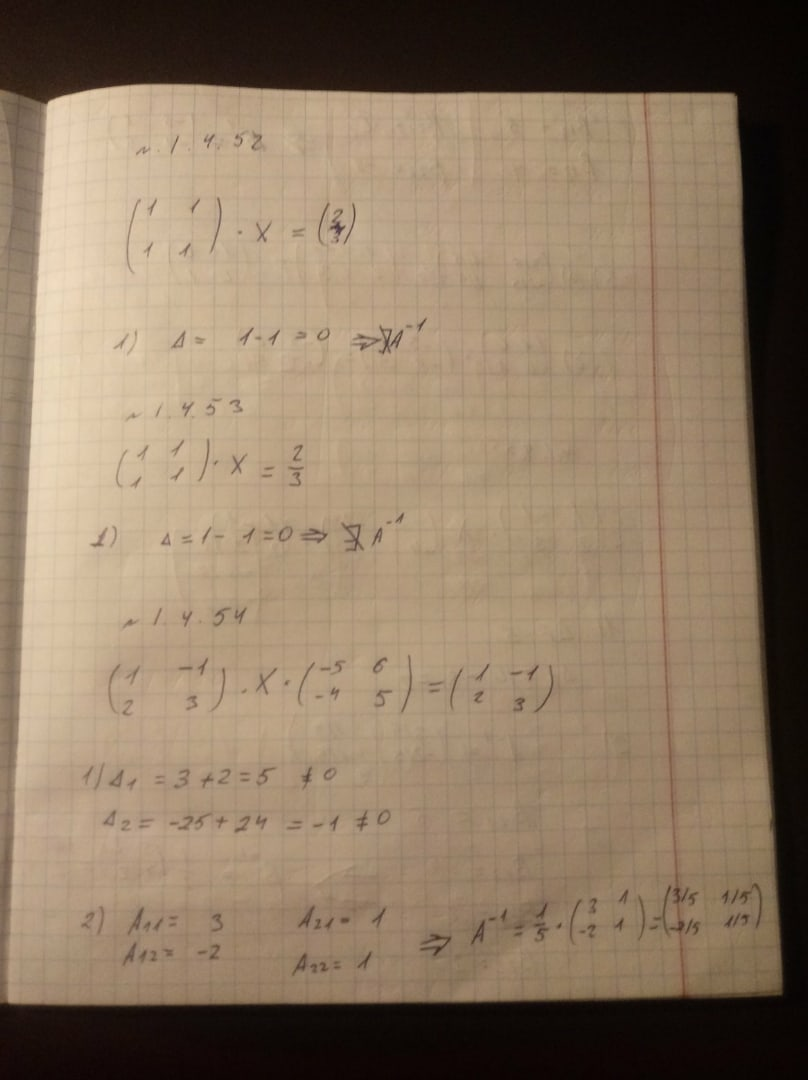 ~ 1.4.52
(1 1
1 1) · X = (2
3)
1) Δ = 1-1 = 0 ⇒ ∄ A⁻¹
~ 1.4.53
(1 1
1 1) · X = 2/3
1) Δ = 1 - 1 = 0 ⇒ ∄ A⁻¹
~ 1.4.54
(1 -1
2 3) · X · (-5 6
-4 5) = (1 -1
2 3)
1) Δ1 = 3 + 2 = 5 ≠ 0
Δ2 = -25 + 24 = -1 ≠ 0
2) A11 = 3 A21 = 1
A12 = -2 A22 = 1
⇒ A⁻¹ = 1/5 · (3 1
-2 1) = (3/5 1/5
-2/5 1/5)